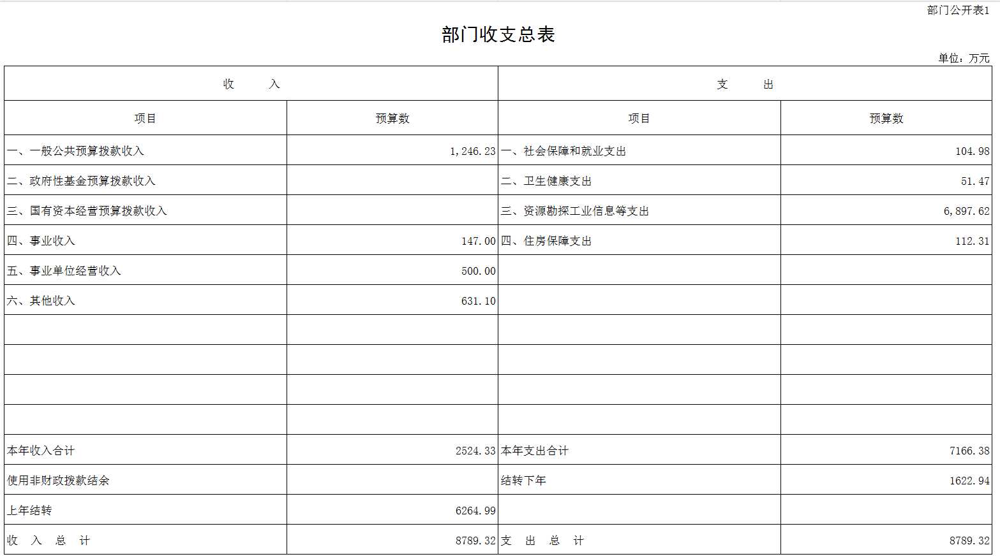 部门公开表1
部门收支总表
单位：万元
收 入 支 出
项目 预算数 项目 预算数
一、一般公共预算拨款收入 1,246.23 一、社会保障和就业支出 104.98
二、政府性基金预算拨款收入 二、卫生健康支出 51.47
三、国有资本经营预算拨款收入 三、资源勘探工业信息等支出 6,897.62
四、事业收入 147.00 四、住房保障支出 112.31
五、事业单位经营收入 500.00
六、其他收入 631.10
本年收入合计 2524.33 本年支出合计 7166.38
使用非财政拨款结余 结转下年 1622.94
上年结转 6264.99
收 入 总 计 8789.32 支 出 总 计 8789.32